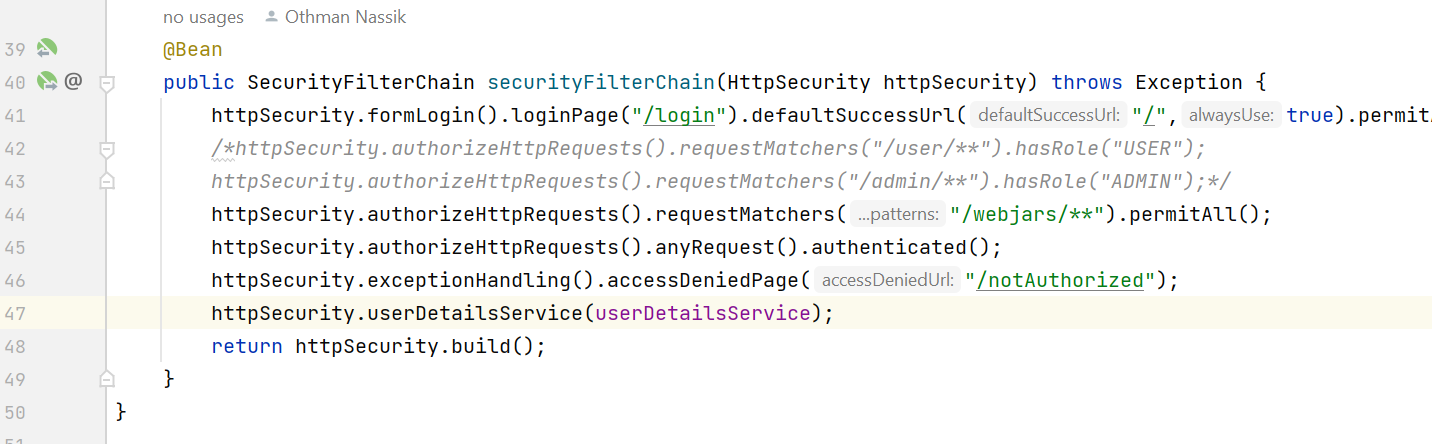 no usages Othman Nassik
39 @Bean
40 @ public SecurityFilterChain securityFilterChain(HttpSecurity httpSecurity) throws Exception {
41 httpSecurity.formLogin().loginPage("/login").defaultSuccessUrl( defaultSuccessUrl: "/", alwaysUse: true).permitA
42 /*httpSecurity.authorizeHttpRequests().requestMatchers("/user/**").hasRole("USER");
43 httpSecurity.authorizeHttpRequests().requestMatchers("/admin/**").hasRole("ADMIN");*/
44 httpSecurity.authorizeHttpRequests().requestMatchers( ...patterns: "/webjars/**").permitAll();
45 httpSecurity.authorizeHttpRequests().anyRequest().authenticated();
46 httpSecurity.exceptionHandling().accessDeniedPage( accessDeniedUrl: "/notAuthorized");
47 httpSecurity.userDetailsService(userDetailsService);
48 return httpSecurity.build();
49 }
50 }